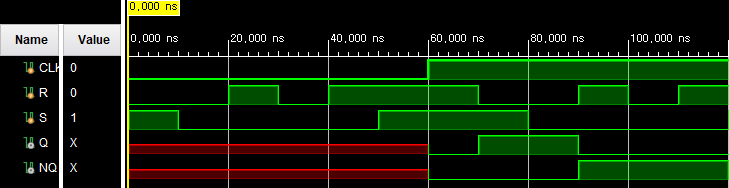 0,000 ns
Name Value 0,000 ns 20,000 ns 40,000 ns 60,000 ns 80,000 ns 100,000 ns
CLK 0
R 0
S 1
Q X
NQ X